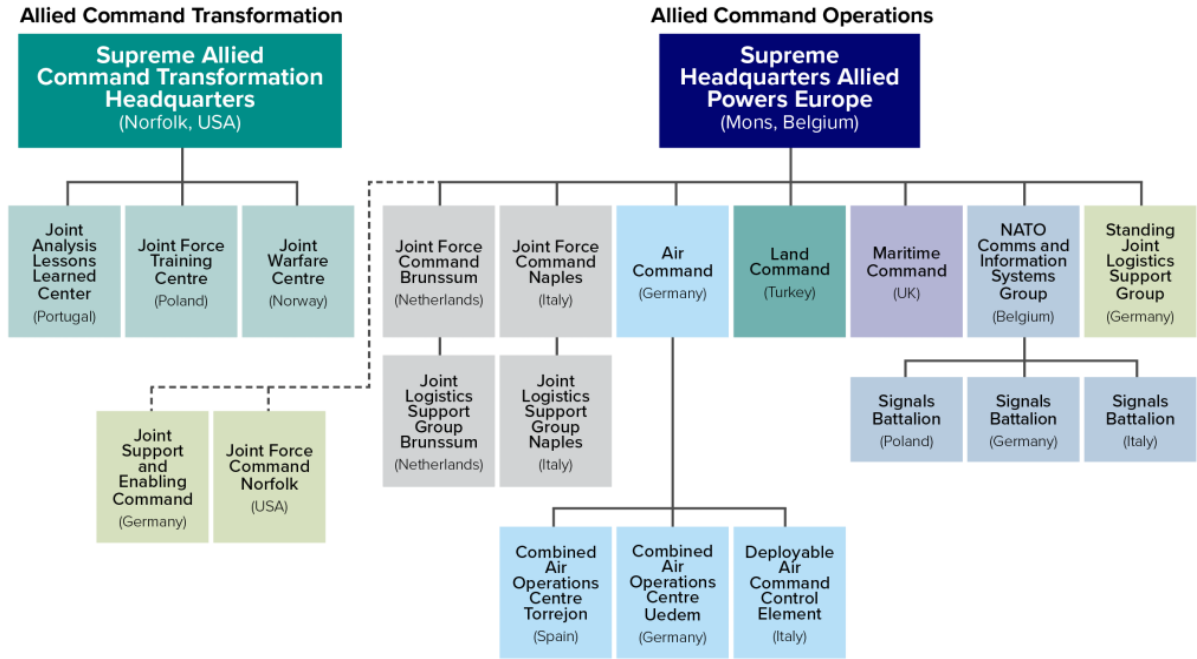 Allied Command Transformation
Supreme Allied
Command Transformation
Headquarters
(Norfolk, USA)
Joint
Analysis
Lessons
Learned
Center
(Portugal)
Joint Force
Training
Centre
(Poland)
Joint
Warfare
Centre
(Norway)
Joint
Support
and
Enabling
Command
(Germany)
Joint Force
Command
Norfolk
(USA)
Allied Command Operations
Supreme
Headquarters Allied
Powers Europe
(Mons, Belgium)
Joint Force
Command
Brunssum
(Netherlands)
Joint Force
Command
Naples
(Italy)
Air
Command
(Germany)
Land
Command
(Turkey)
Maritime
Command
(UK)
NATO
Comms and
Information
Systems
Group
(Belgium)
Standing
Joint
Logistics
Support
Group
(Germany)
Joint
Logistics
Support
Group
Brunssum
(Netherlands)
Joint
Logistics
Support
Group
Naples
(Italy)
Signals
Battalion
(Poland)
Signals
Battalion
(Germany)
Signals
Battalion
(Italy)
Combined
Air
Operations
Centre
Torrejon
(Spain)
Combined
Air
Operations
Centre
Uedem
(Germany)
Deployable
Air
Command
Control
Element
(Italy)